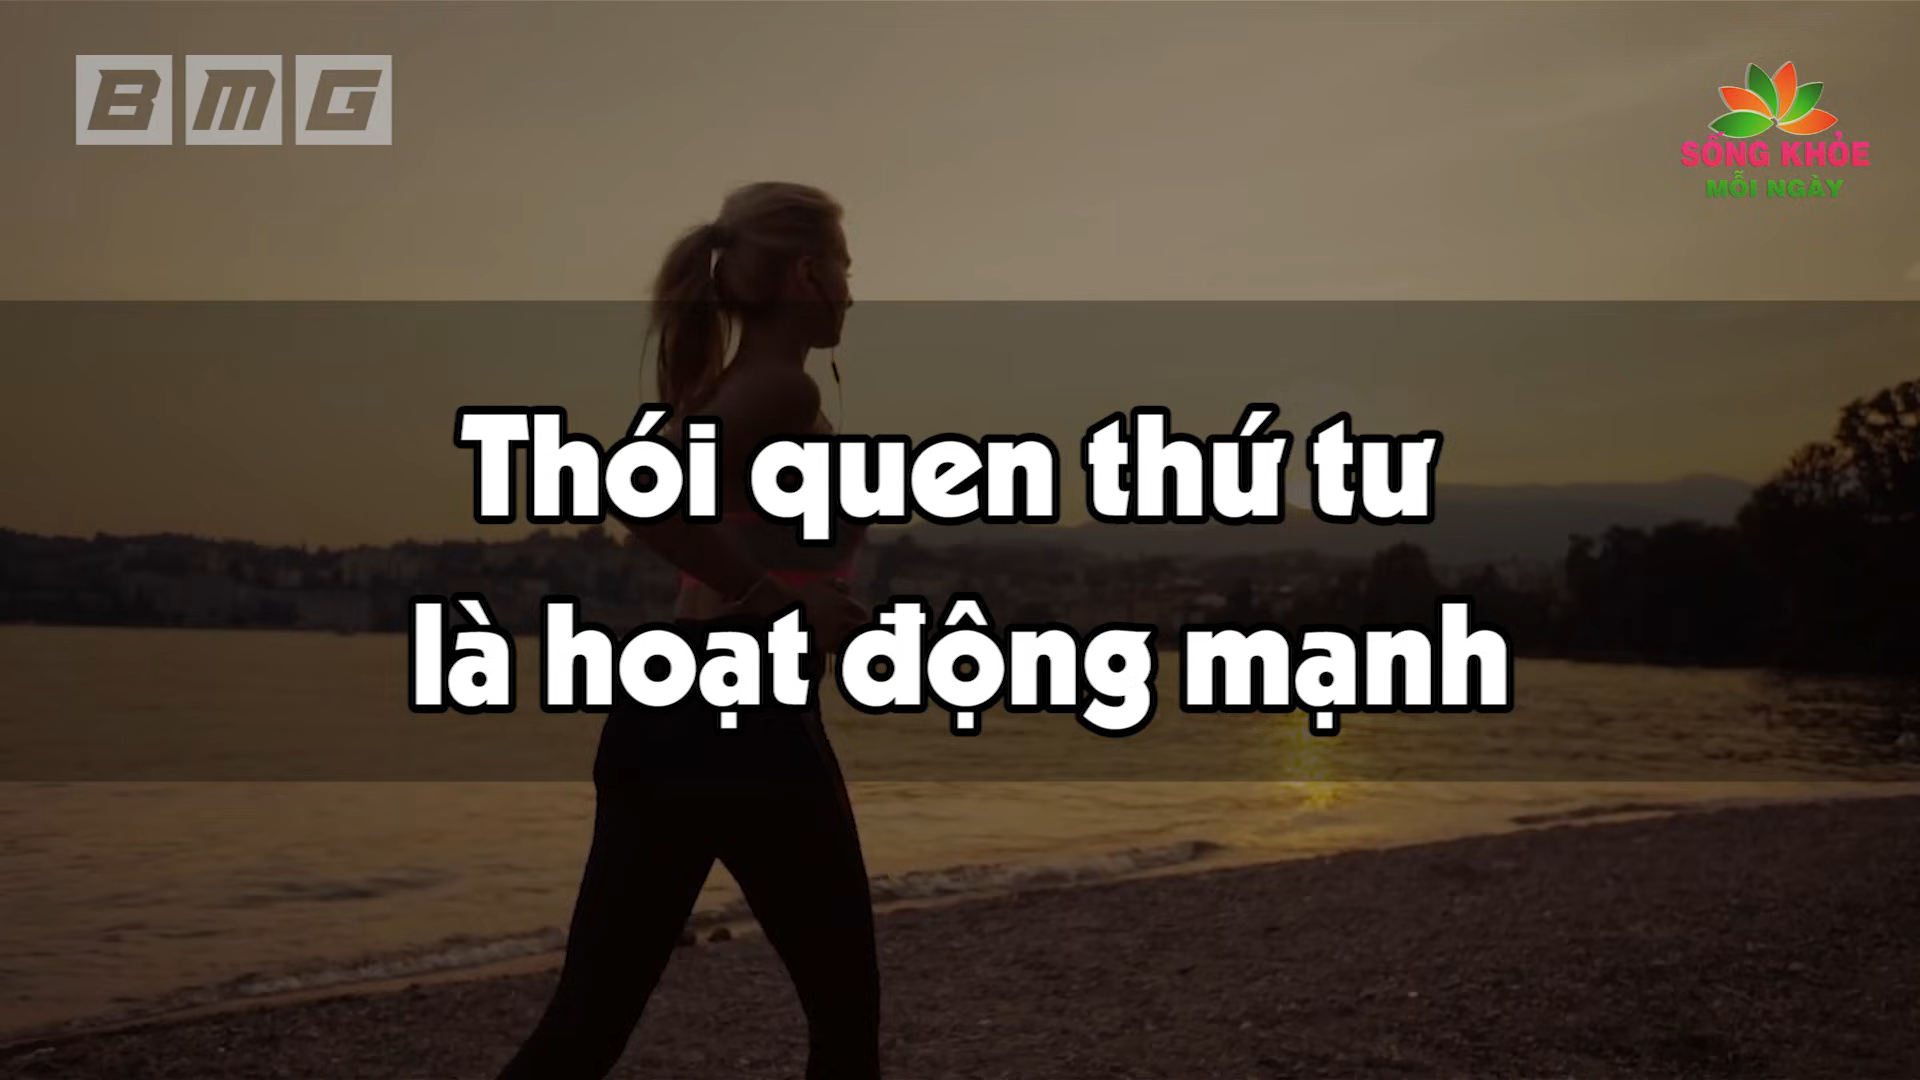 BMG
SỐNG KHỎE
MỖI NGÀY
Thói quen thứ tư
là hoạt động mạnh